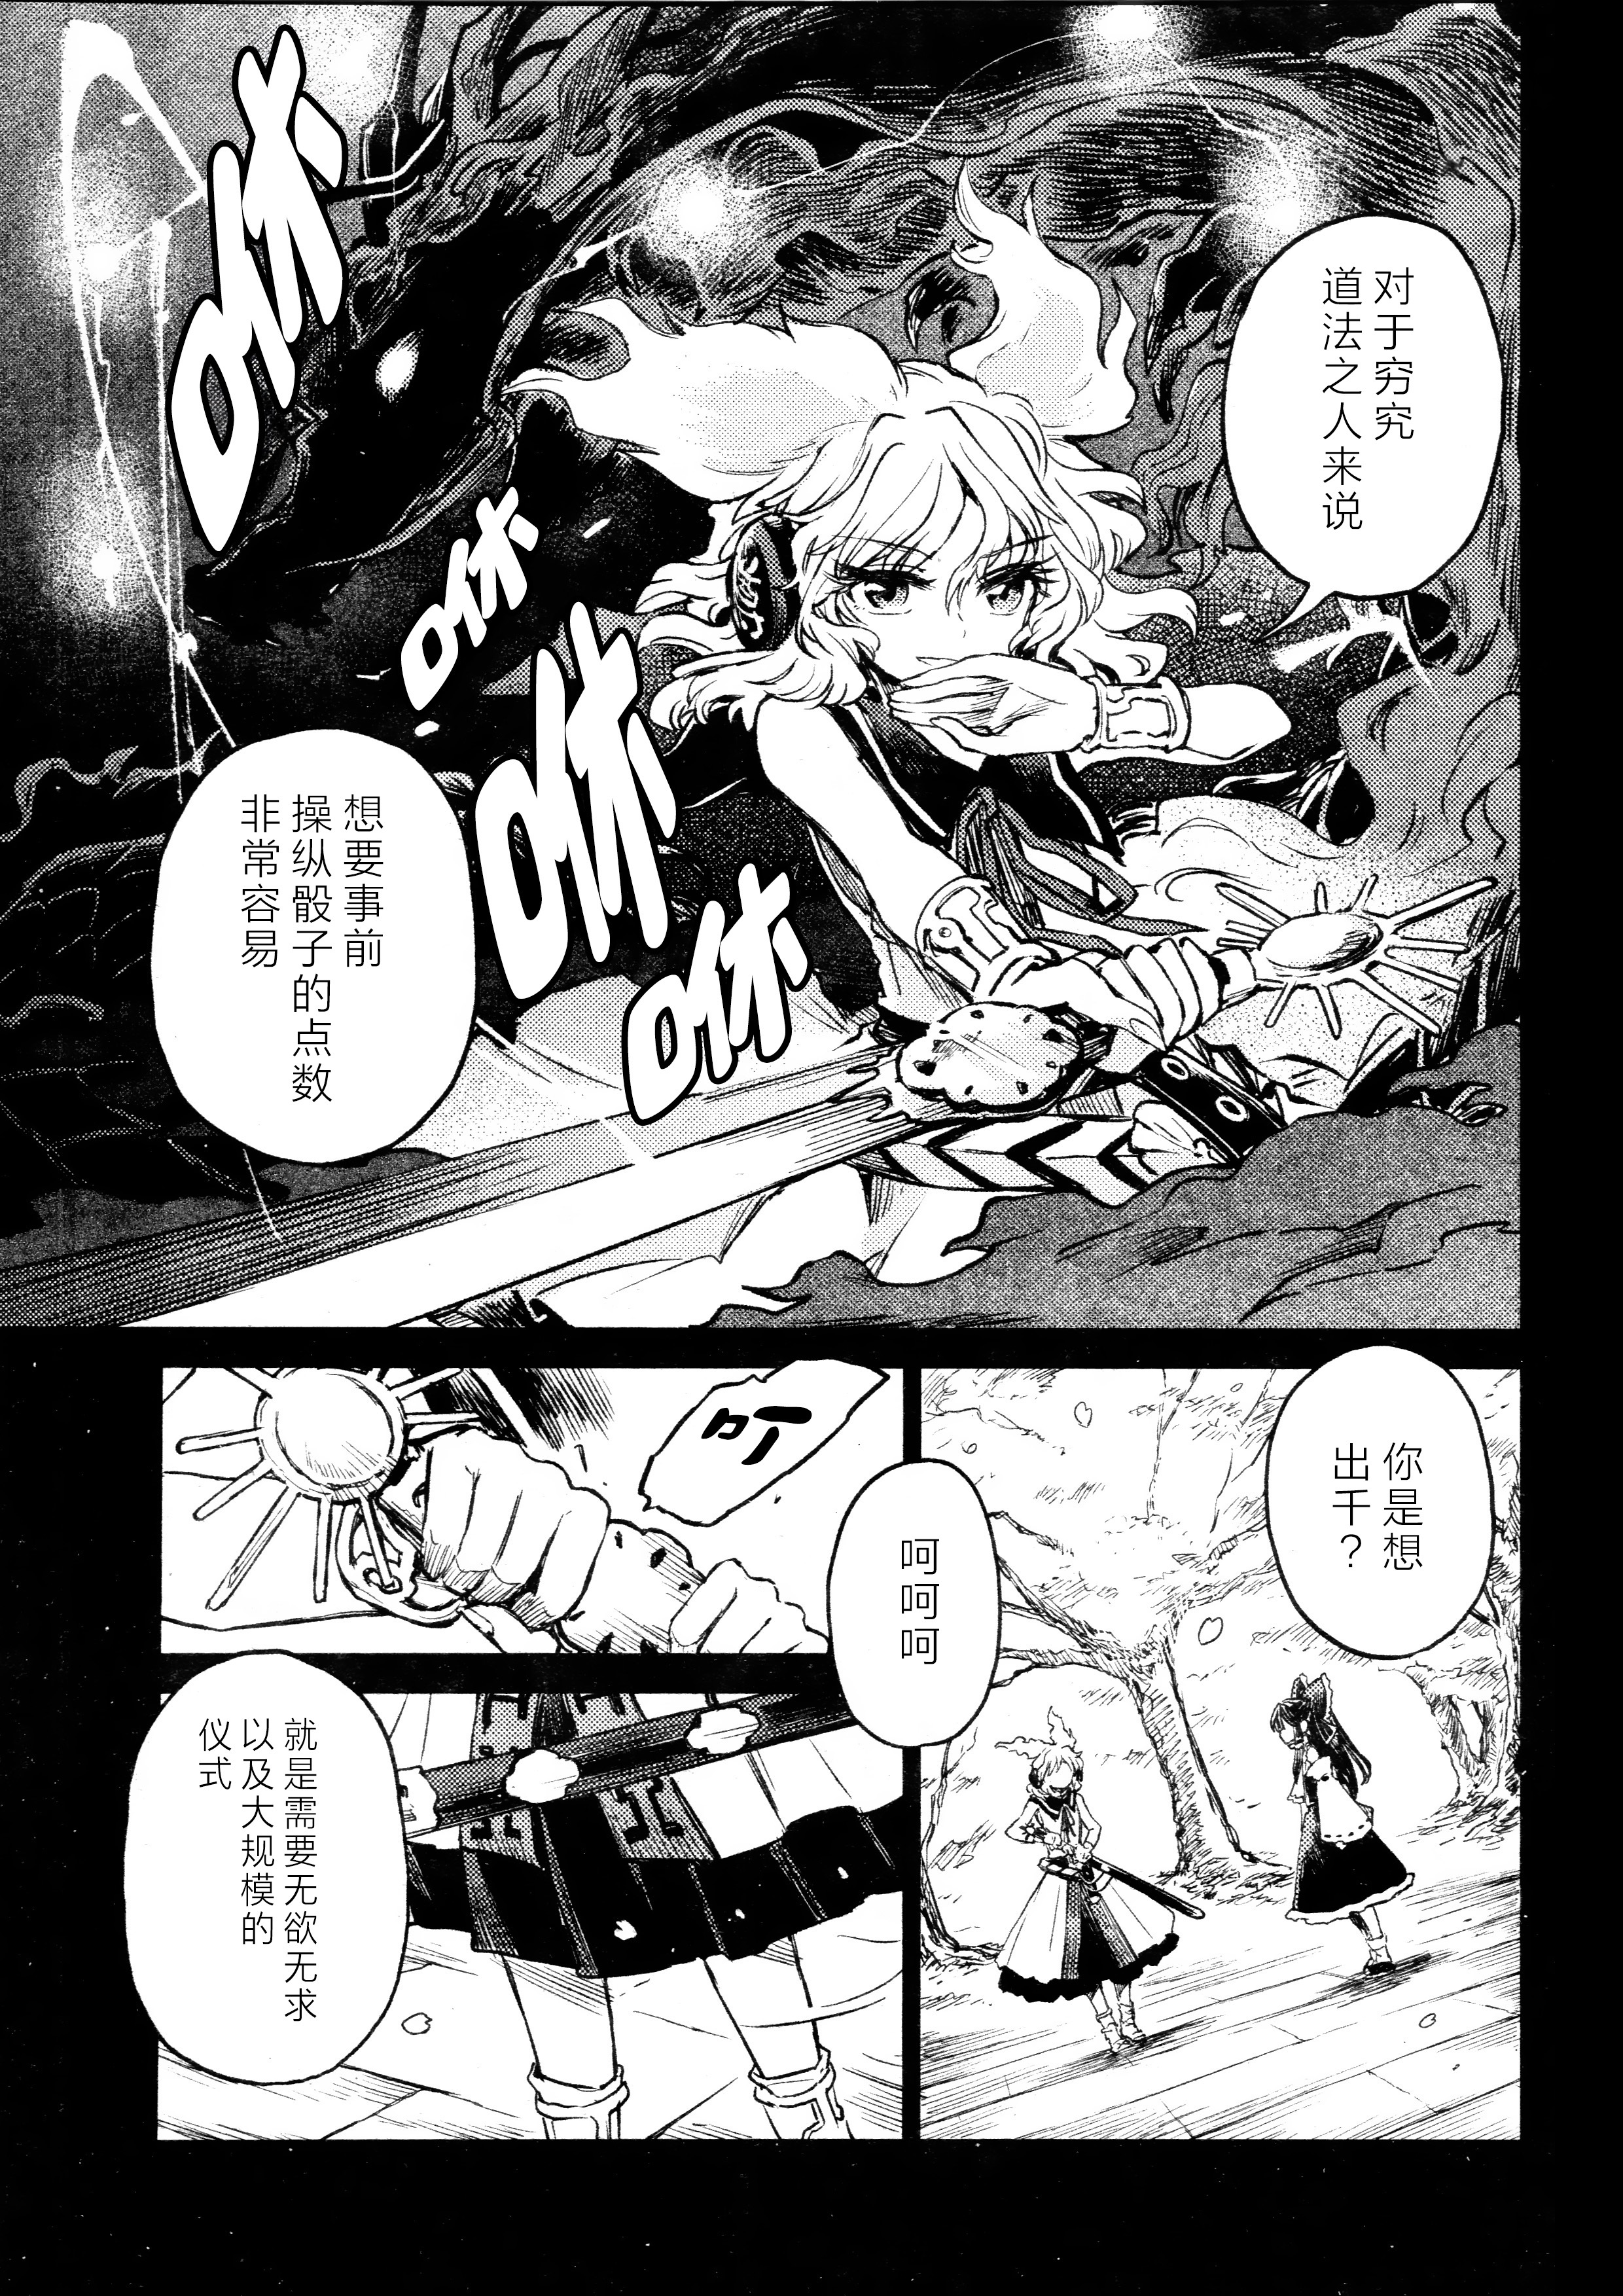 对于穷究
道法之人来说
咻
咻
咻
咻
想要事前
操纵骰子的点数
非常容易
你是想
出千？
呵呵呵
吖
就是需要无欲无求
以及大规模的
仪式